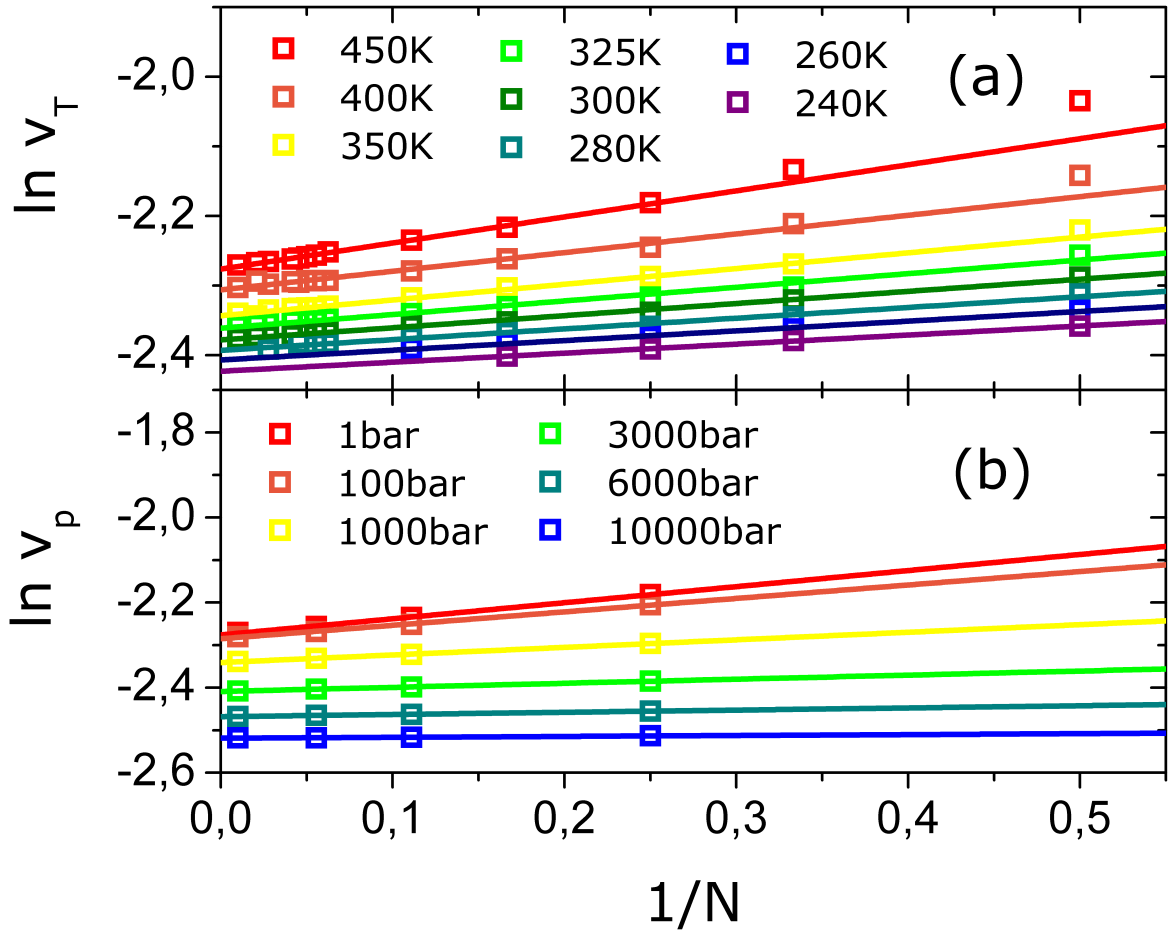 450K 325K 260K
400K 300K 240K
350K 280K
(a)
-2,0
-2,2
-2,4
ln vT
1bar 3000bar
100bar 6000bar
1000bar 10000bar
(b)
-1,8
-2,0
-2,2
-2,4
-2,6
ln vp
0,0 0,1 0,2 0,3 0,4 0,5
1/N